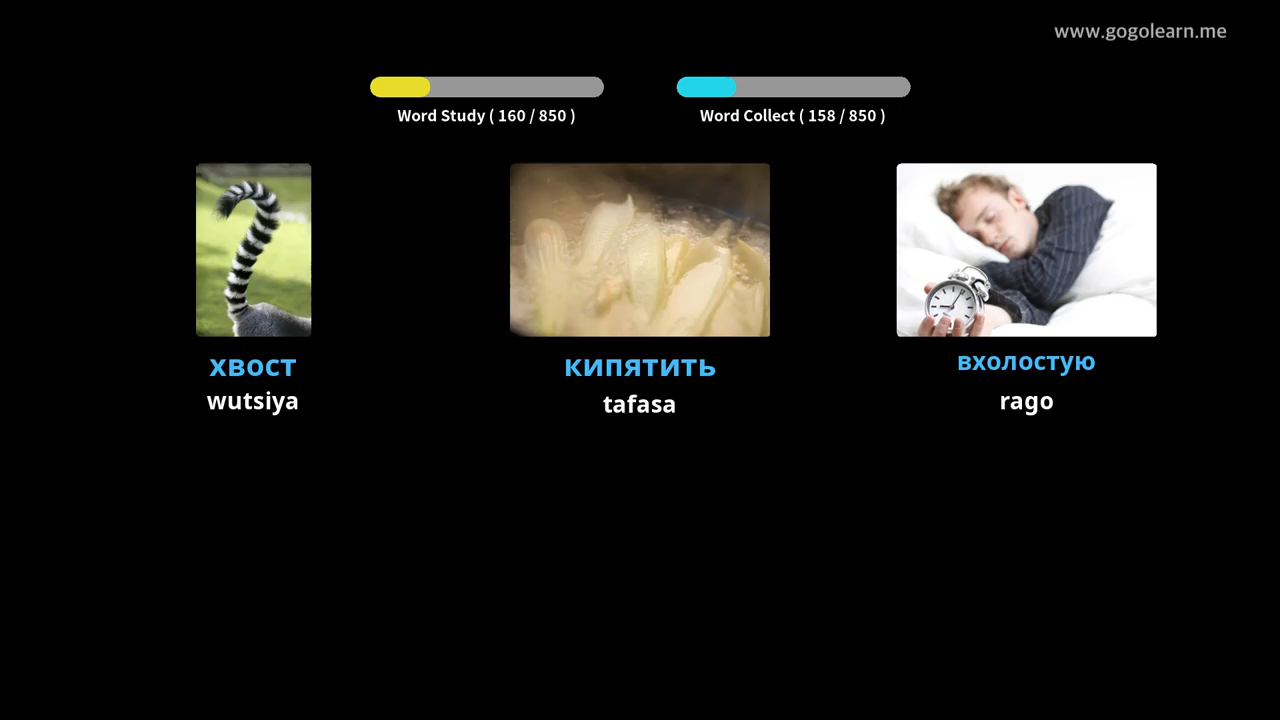 www.gogolearn.me
Word Study ( 160 / 850 )
Word Collect ( 158 / 850 )
хвост
wutsiya
кипятить
tafasa
вхолостую
rago